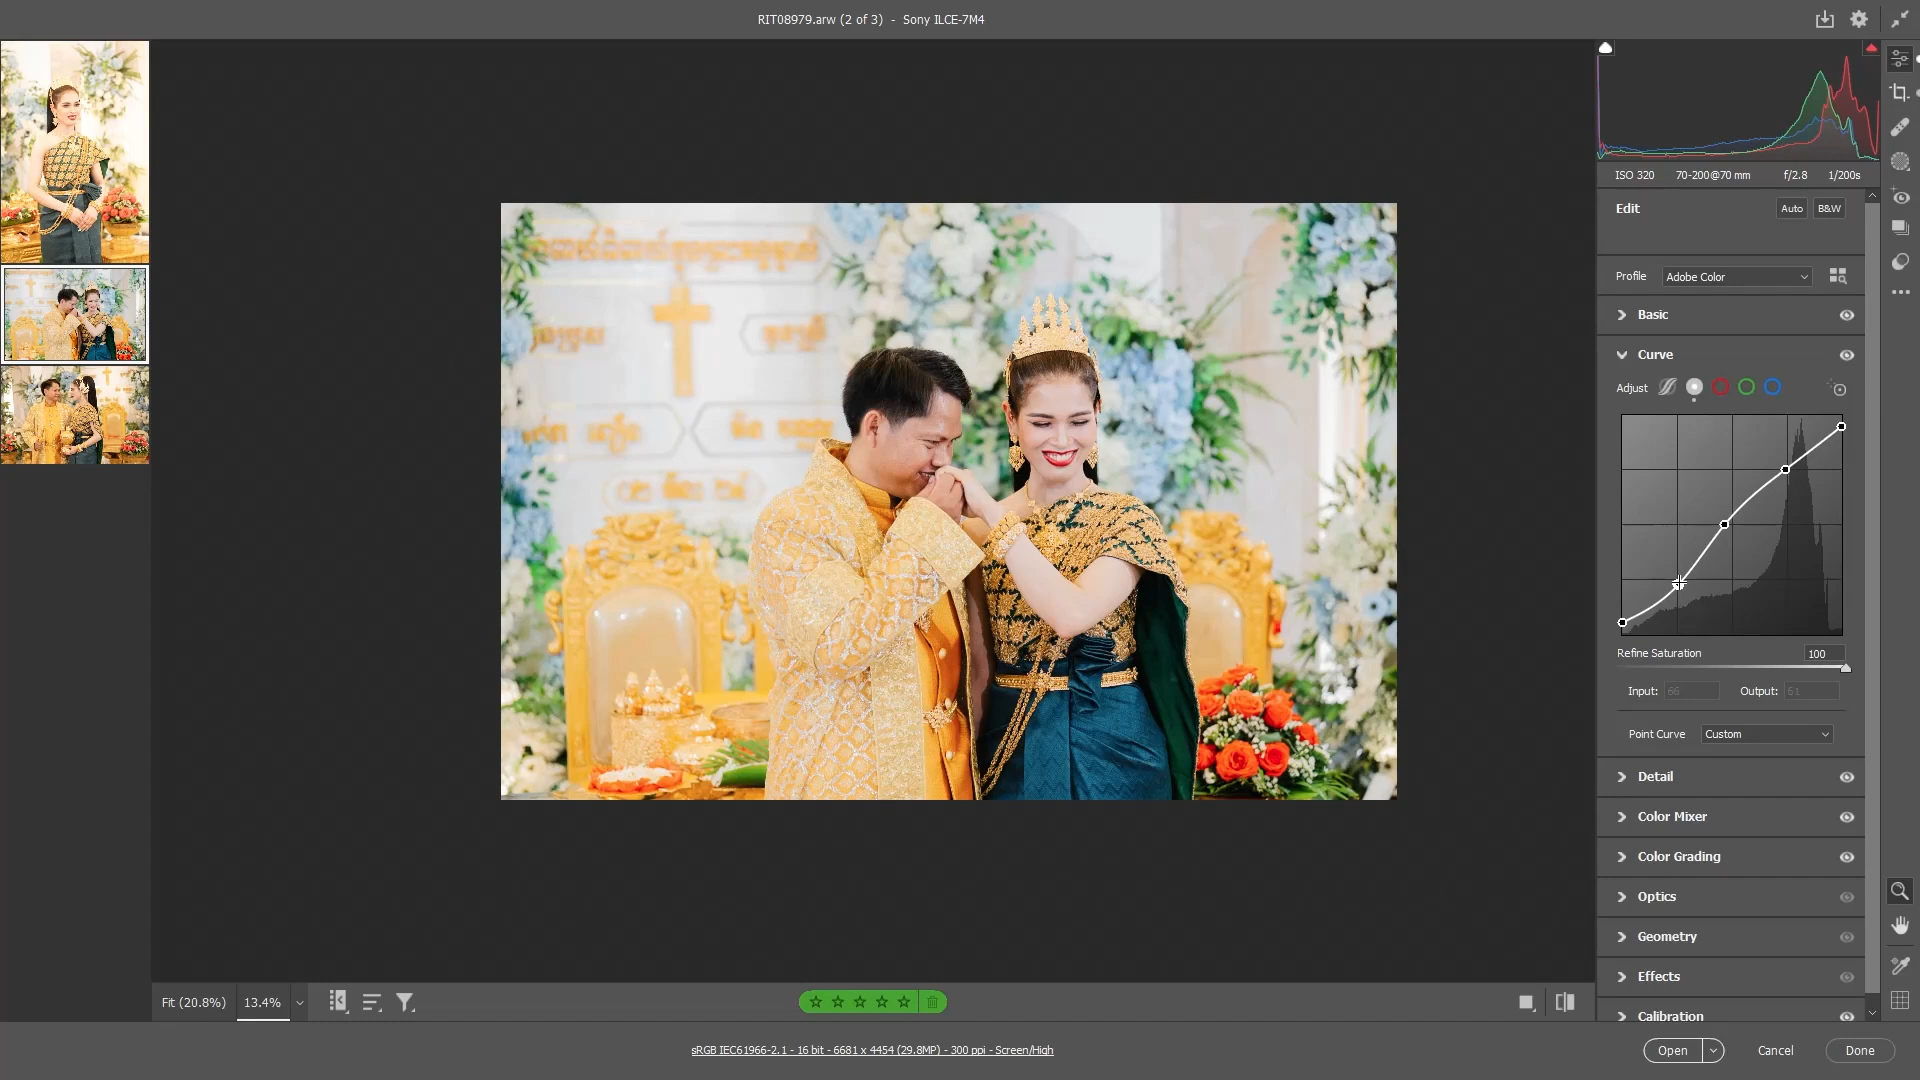 RIT08979.arw (2 of 3)  -  Sony ILCE-7M4
ISO 320 70-200@70 mm f/2.8 1/200s
Edit Auto B&W
Profile Adobe Color
Basic
Curve
Adjust
Refine Saturation 100
Input: 66 Output: 51
Point Curve Custom
Detail
Color Mixer
Color Grading
Optics
Geometry
Effects
Calibration
Fit (20.8%) 13.4%
sRGB IEC61966-2.1 - 16 bit - 6681 x 4454 (29.8MP) - 300 ppi - Screen/High
Open Cancel Done